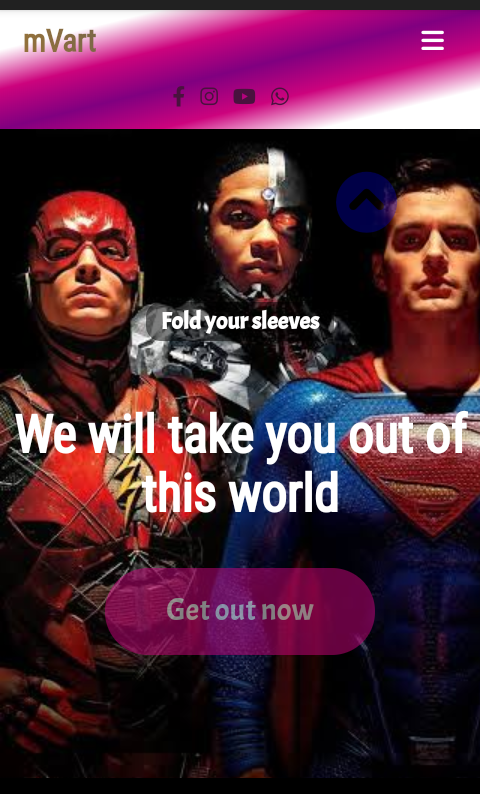 mVart
Fold your sleeves
We will take you out of
this world
Get out now